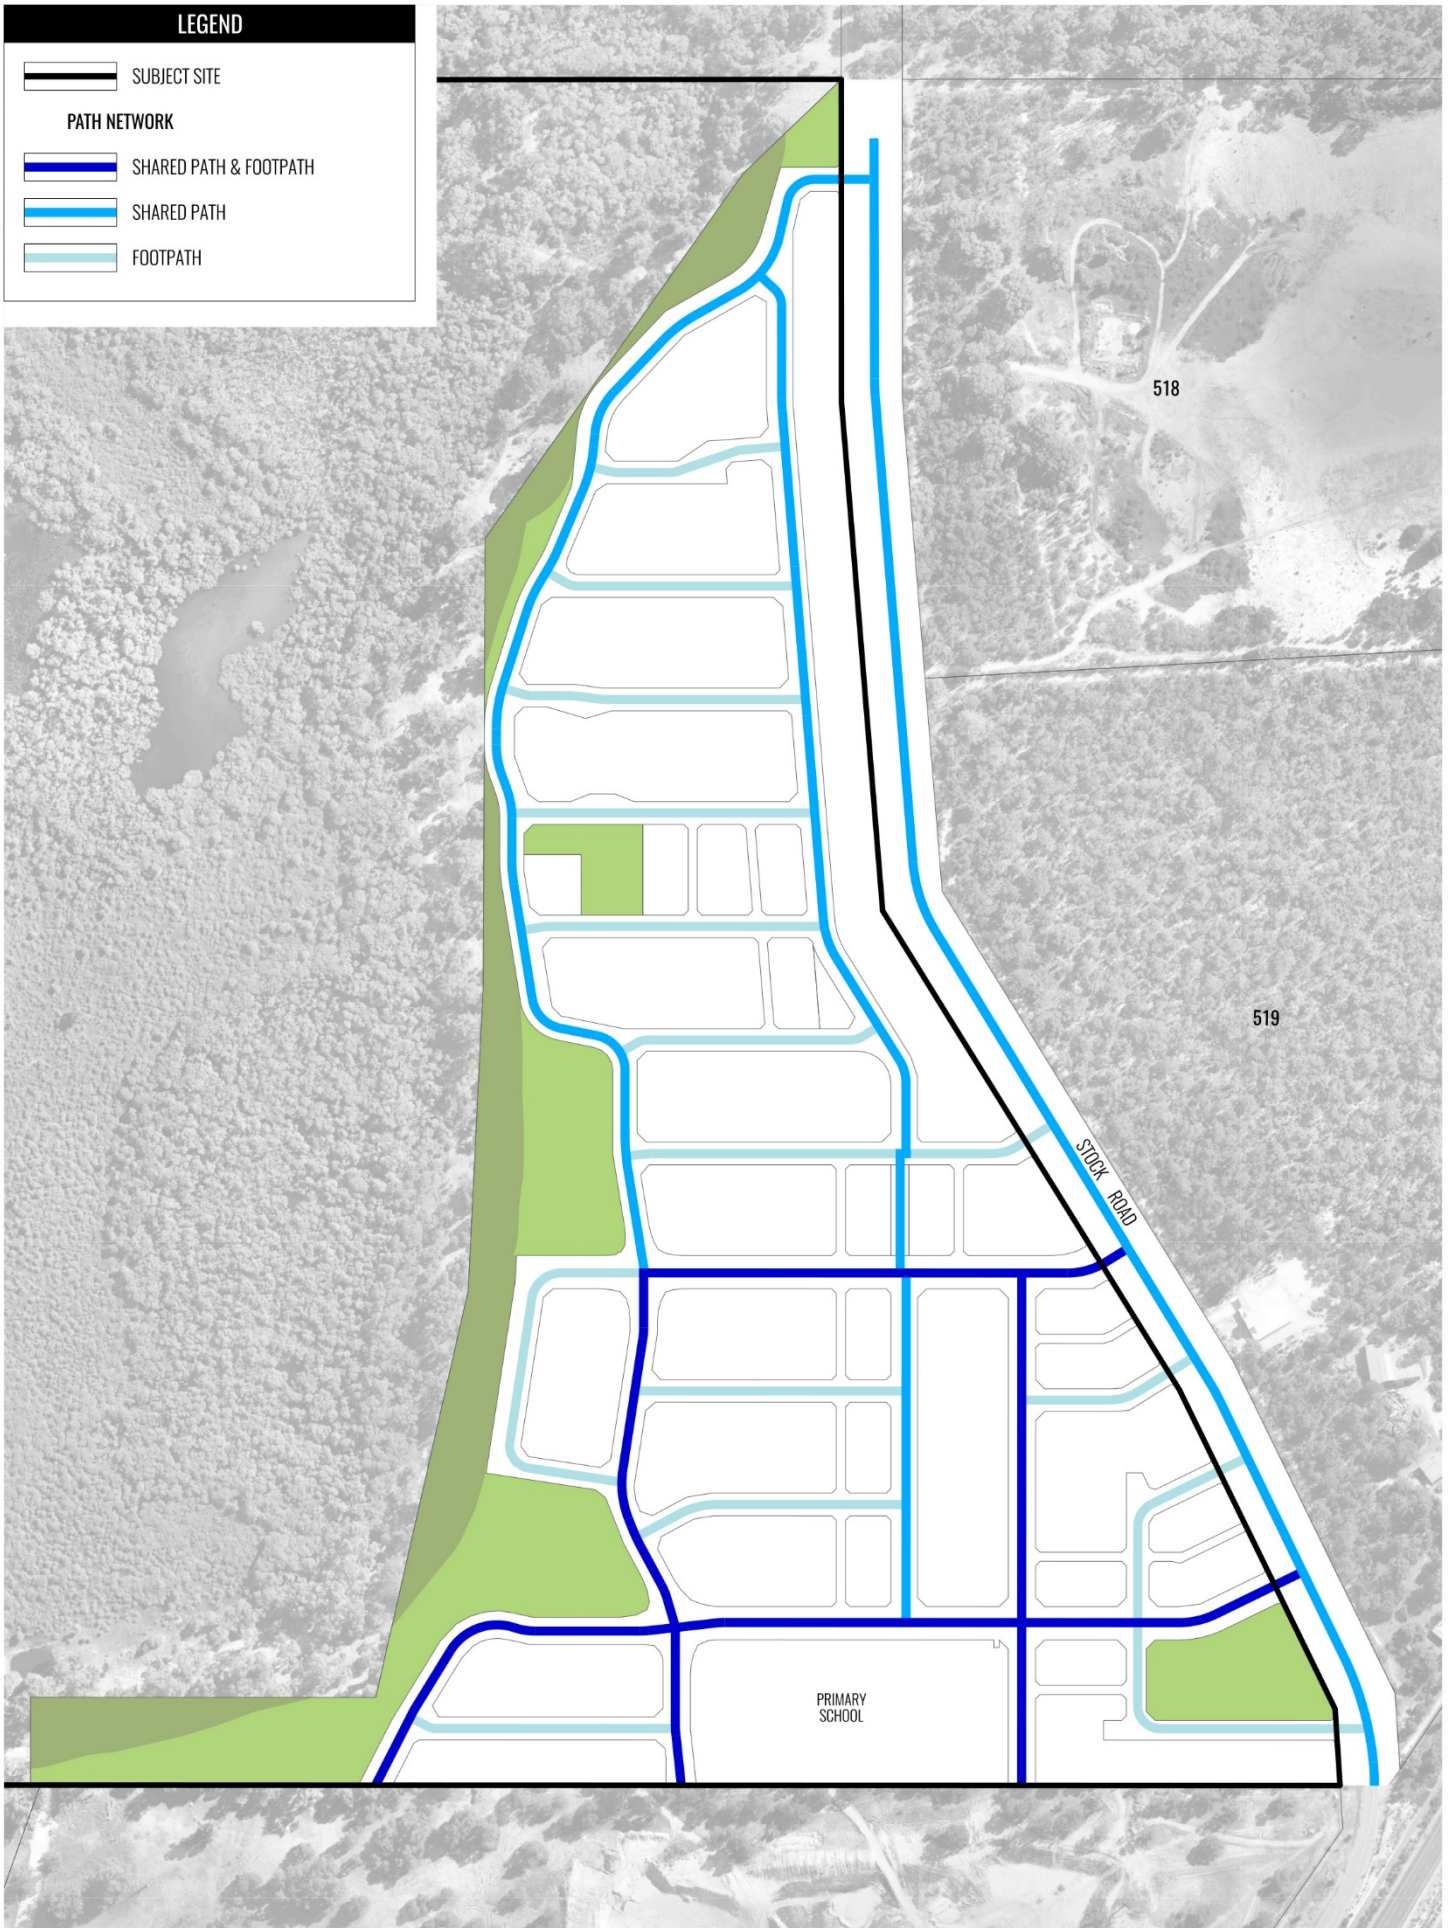 LEGEND
SUBJECT SITE
PATH NETWORK
SHARED PATH & FOOTPATH
SHARED PATH
FOOTPATH
518
519
STOCK ROAD
PRIMARY
SCHOOL